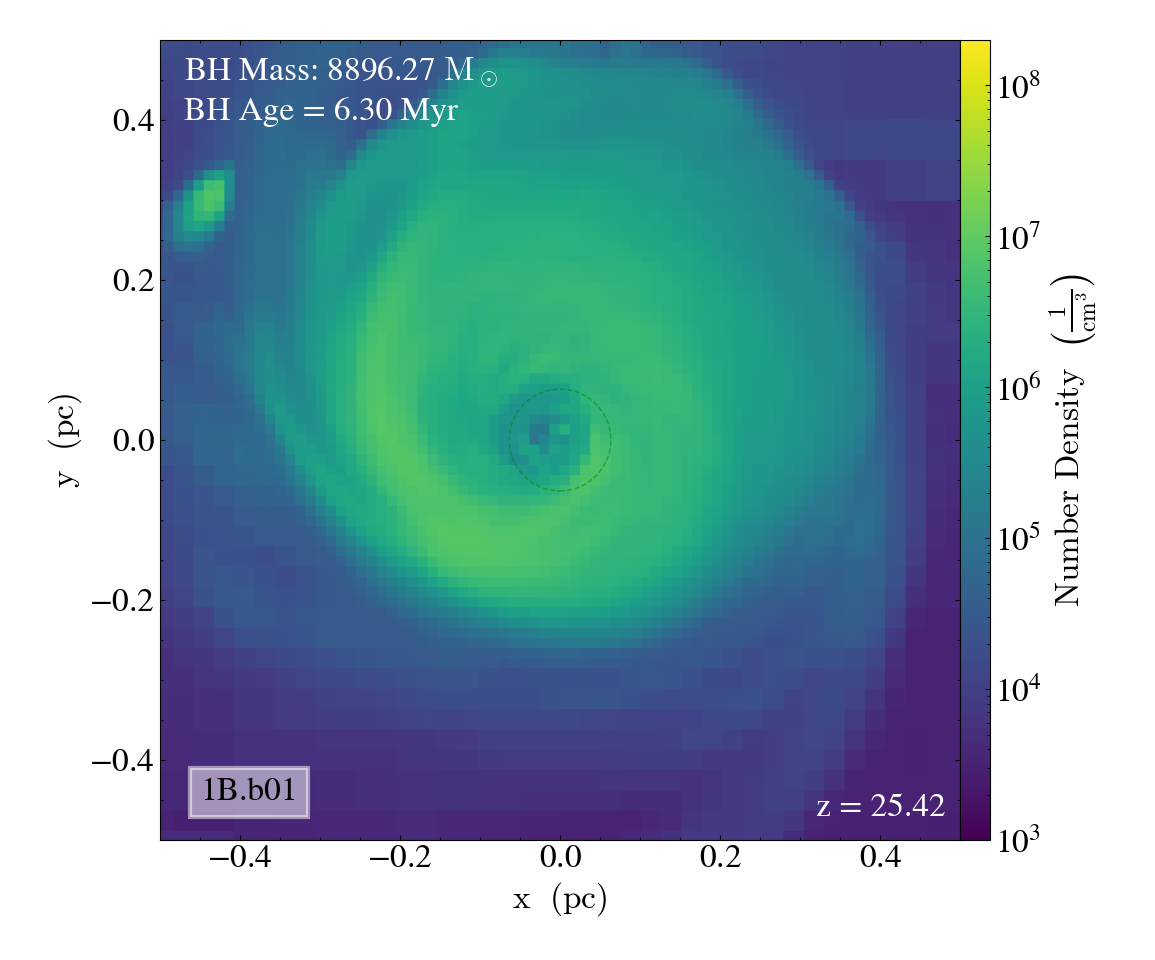 BH Mass: 8896.27 M⊙
BH Age = 6.30 Myr
0.4
0.2
0.0
−0.2
−0.4
y (pc)
1B.b01
z = 25.42
−0.4 −0.2 0.0 0.2 0.4
x (pc)
10^8
10^7
10^6
10^5
10^4
10^3
Number Density (1/cm^3)